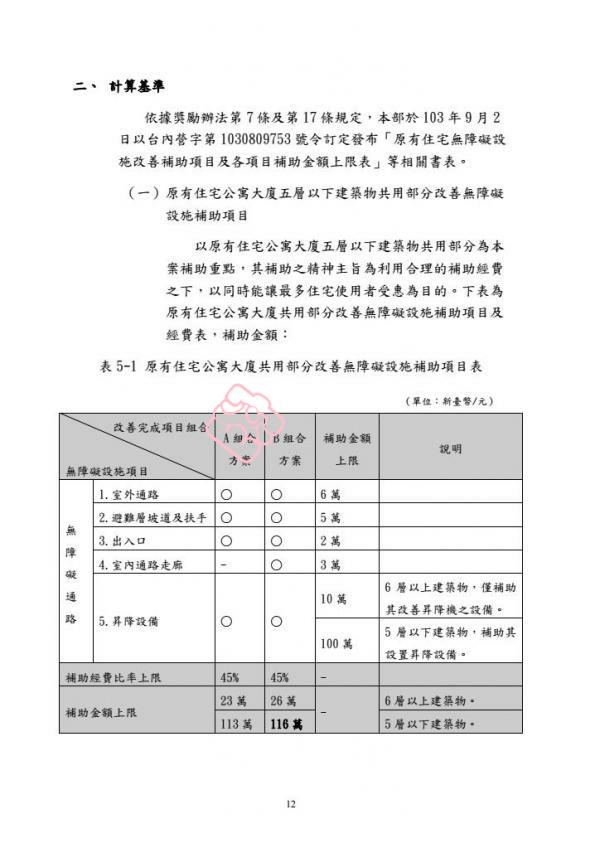 二、 計算基準
依據獎勵辦法第 7 條及第 17 條規定，本部於 103 年 9 月 2
日以台內營字第 1030809753 號令訂定發布「原有住宅無障礙設
施改善補助項目及各項目補助金額上限表」等相關書表。
（一）原有住宅公寓大廈五層以下建築物共用部分改善無障礙
設施補助項目
以原有住宅公寓大廈五層以下建築物共用部分為本
案補助重點，其補助之精神主旨為利用合理的補助經費
之下，以同時能讓最多住宅使用者受惠為目的。下表為
原有住宅公寓大廈共用部分改善無障礙設施補助項目及
經費表，補助金額：
表 5-1 原有住宅公寓大廈共用部分改善無障礙設施補助項目表
（單位：新臺幣/元）
改善完成項目組合
無障礙設施項目
A 組合
方案
B 組合
方案
補助金額
上限
說明
無障礙通路
1.室外通路 ○ ○ 6 萬
2.避難層坡道及扶手 ○ ○ 5 萬
3.出入口 ○ ○ 2 萬
4.室內通路走廊 - ○ 3 萬
5.昇降設備 ○ ○
10 萬
6 層以上建築物，僅補助
其改善昇降機之設備。
100 萬
5 層以下建築物，補助其
設置昇降設備。
補助經費比率上限 45% 45% -
補助金額上限
23 萬 26 萬 - 6 層以上建築物。
113 萬 116 萬 5 層以下建築物。
12